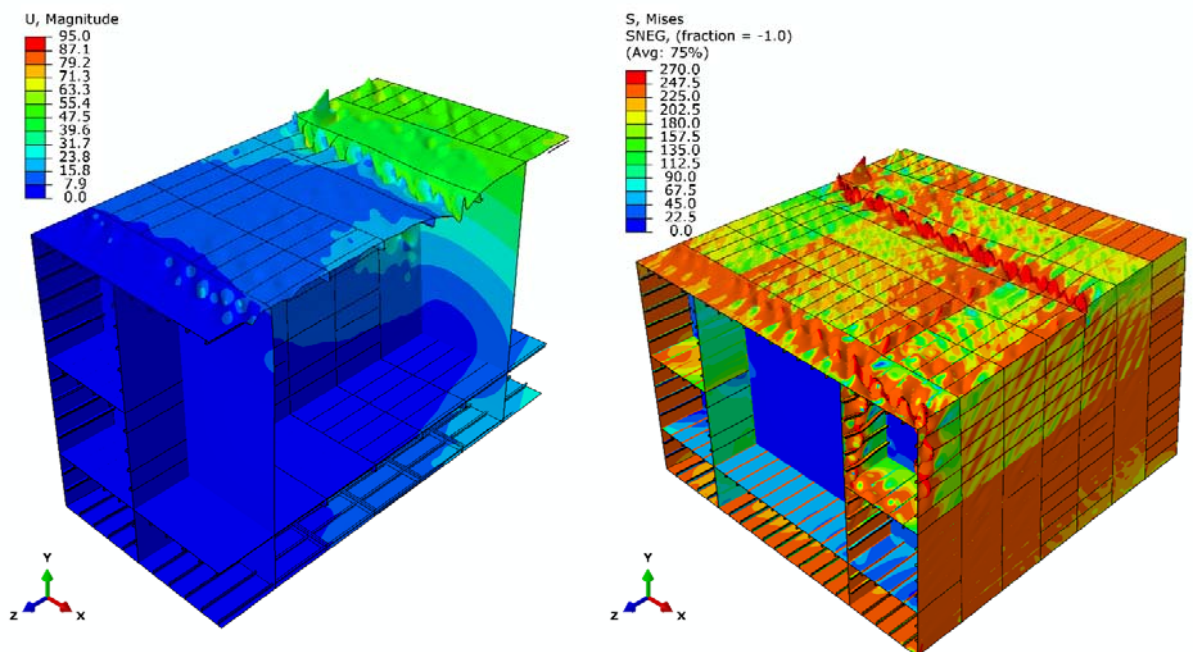 U, Magnitude
95.0
87.1
79.2
71.3
63.3
55.4
47.5
39.6
31.7
23.8
15.8
7.9
0.0
Y
Z
X
S, Mises
SNEG, (fraction = -1.0)
(Avg: 75%)
270.0
247.5
225.0
202.5
180.0
157.5
135.0
112.5
90.0
67.5
45.0
22.5
0.0
Y
Z
X